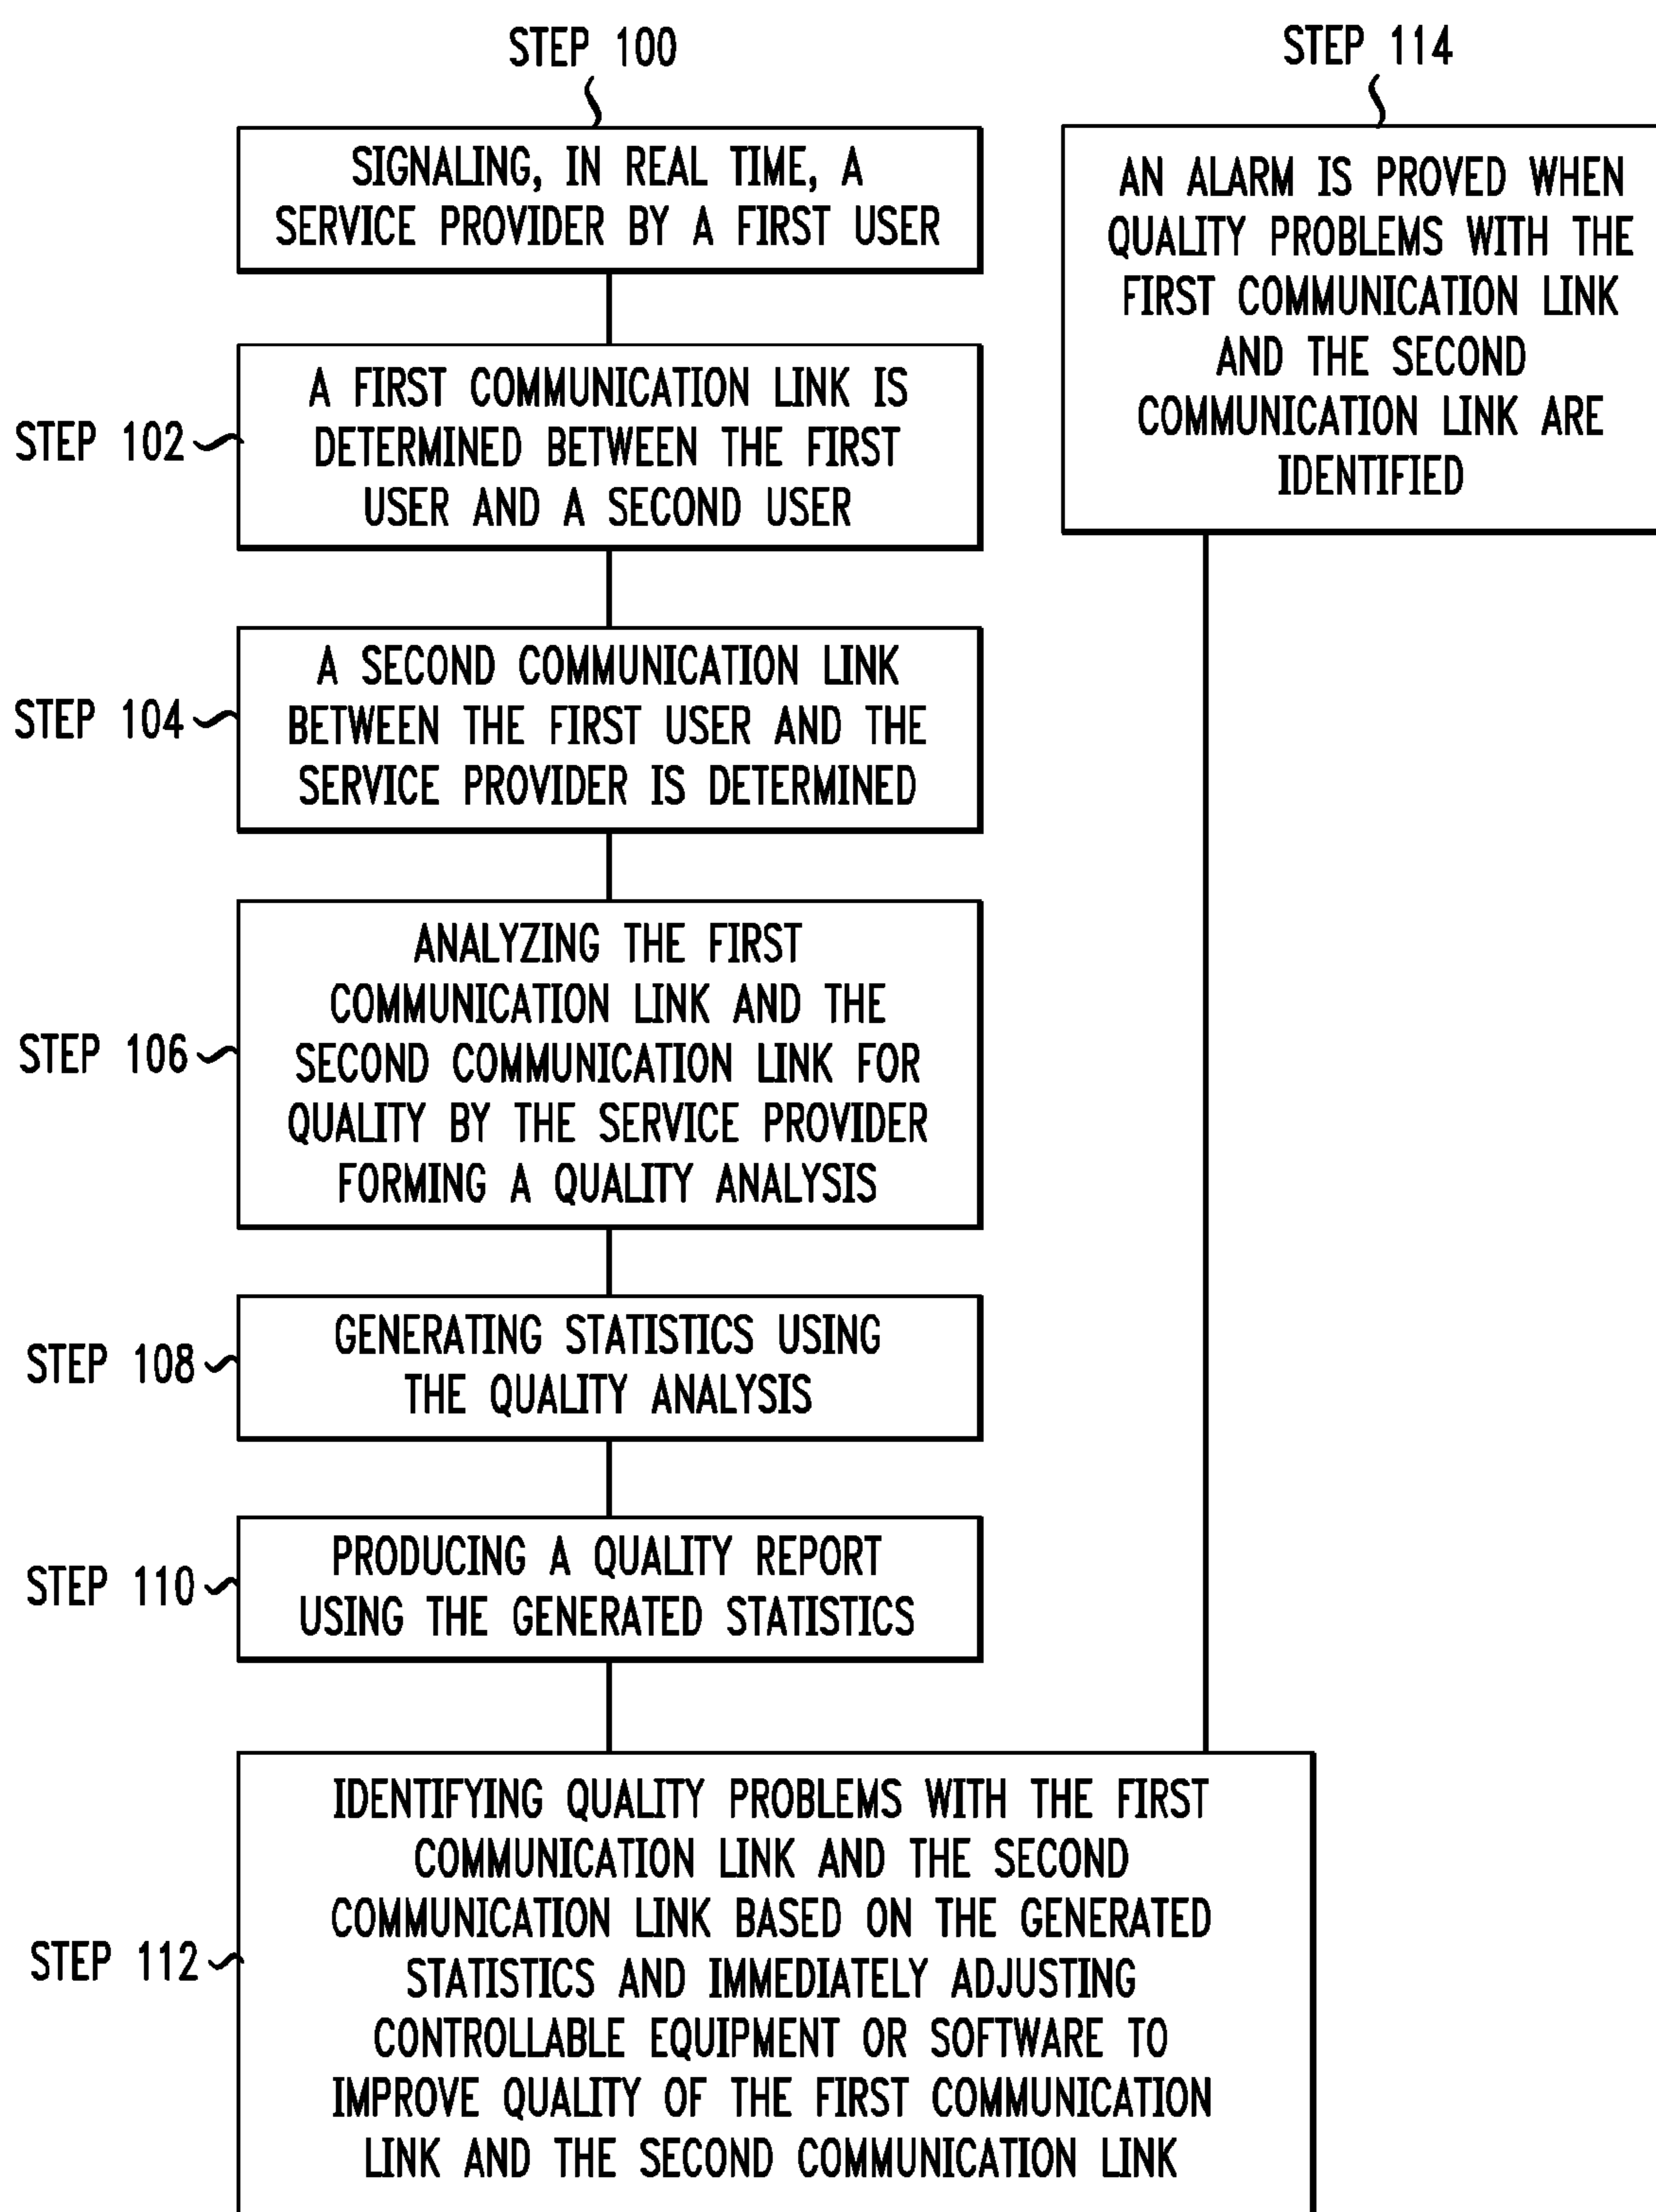 STEP 100
SIGNALING, IN REAL TIME, A
SERVICE PROVIDER BY A FIRST USER
STEP 102
A FIRST COMMUNICATION LINK IS
DETERMINED BETWEEN THE FIRST
USER AND A SECOND USER
STEP 104
A SECOND COMMUNICATION LINK
BETWEEN THE FIRST USER AND THE
SERVICE PROVIDER IS DETERMINED
STEP 106
ANALYZING THE FIRST
COMMUNICATION LINK AND THE
SECOND COMMUNICATION LINK FOR
QUALITY BY THE SERVICE PROVIDER
FORMING A QUALITY ANALYSIS
STEP 108
GENERATING STATISTICS USING
THE QUALITY ANALYSIS
STEP 110
PRODUCING A QUALITY REPORT
USING THE GENERATED STATISTICS
STEP 112
IDENTIFYING QUALITY PROBLEMS WITH THE FIRST
COMMUNICATION LINK AND THE SECOND
COMMUNICATION LINK BASED ON THE GENERATED
STATISTICS AND IMMEDIATELY ADJUSTING
CONTROLLABLE EQUIPMENT OR SOFTWARE TO
IMPROVE QUALITY OF THE FIRST COMMUNICATION
LINK AND THE SECOND COMMUNICATION LINK
STEP 114
AN ALARM IS PROVED WHEN
QUALITY PROBLEMS WITH THE
FIRST COMMUNICATION LINK
AND THE SECOND
COMMUNICATION LINK ARE
IDENTIFIED